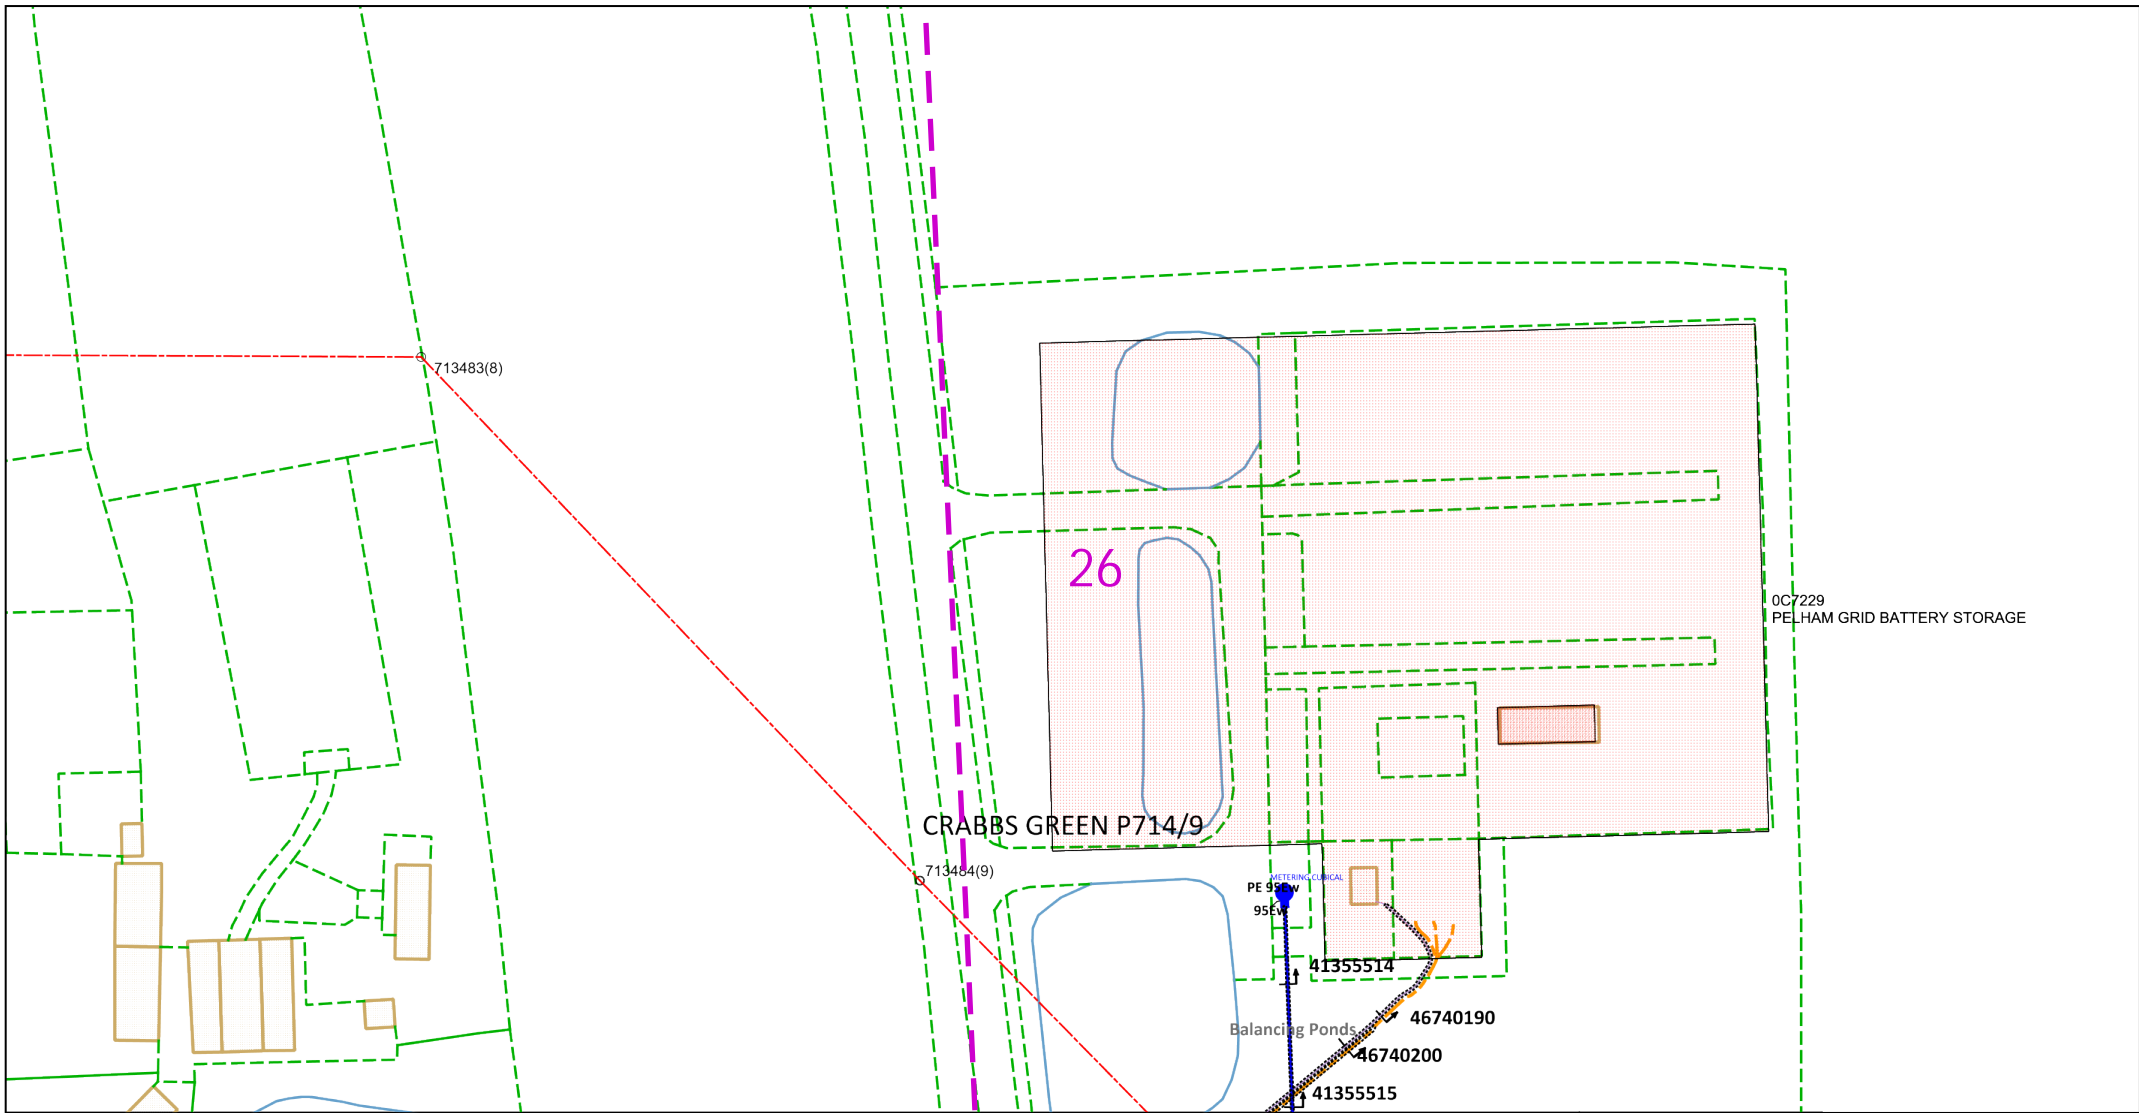 713483(8)
26
0C7229
PELHAM GRID BATTERY STORAGE
CRABBS GREEN P714/9
713484(9)
METERING CUBICAL
PE 95Ew
95Ew
41355514
46740190
Balancing Ponds
46740200
41355515